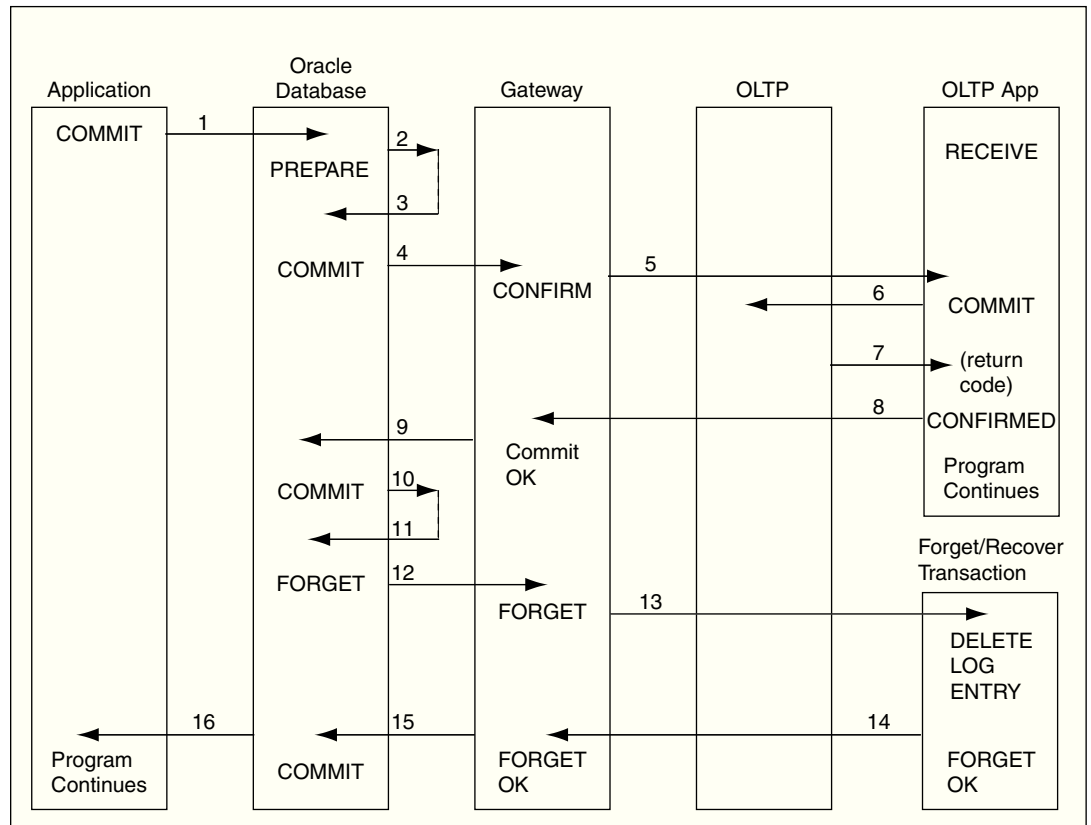 Application
Oracle
Database
Gateway
OLTP
OLTP App
COMMIT
1
2
RECEIVE
PREPARE
3
COMMIT
4
CONFIRM
5
6
COMMIT
7
(return
code)
8
CONFIRMED
9
Commit
OK
Program
Continues
COMMIT
10
11
Forget/Recover
Transaction
FORGET
12
FORGET
13
DELETE
LOG
ENTRY
16
15
14
Program
Continues
COMMIT
FORGET
OK
FORGET
OK